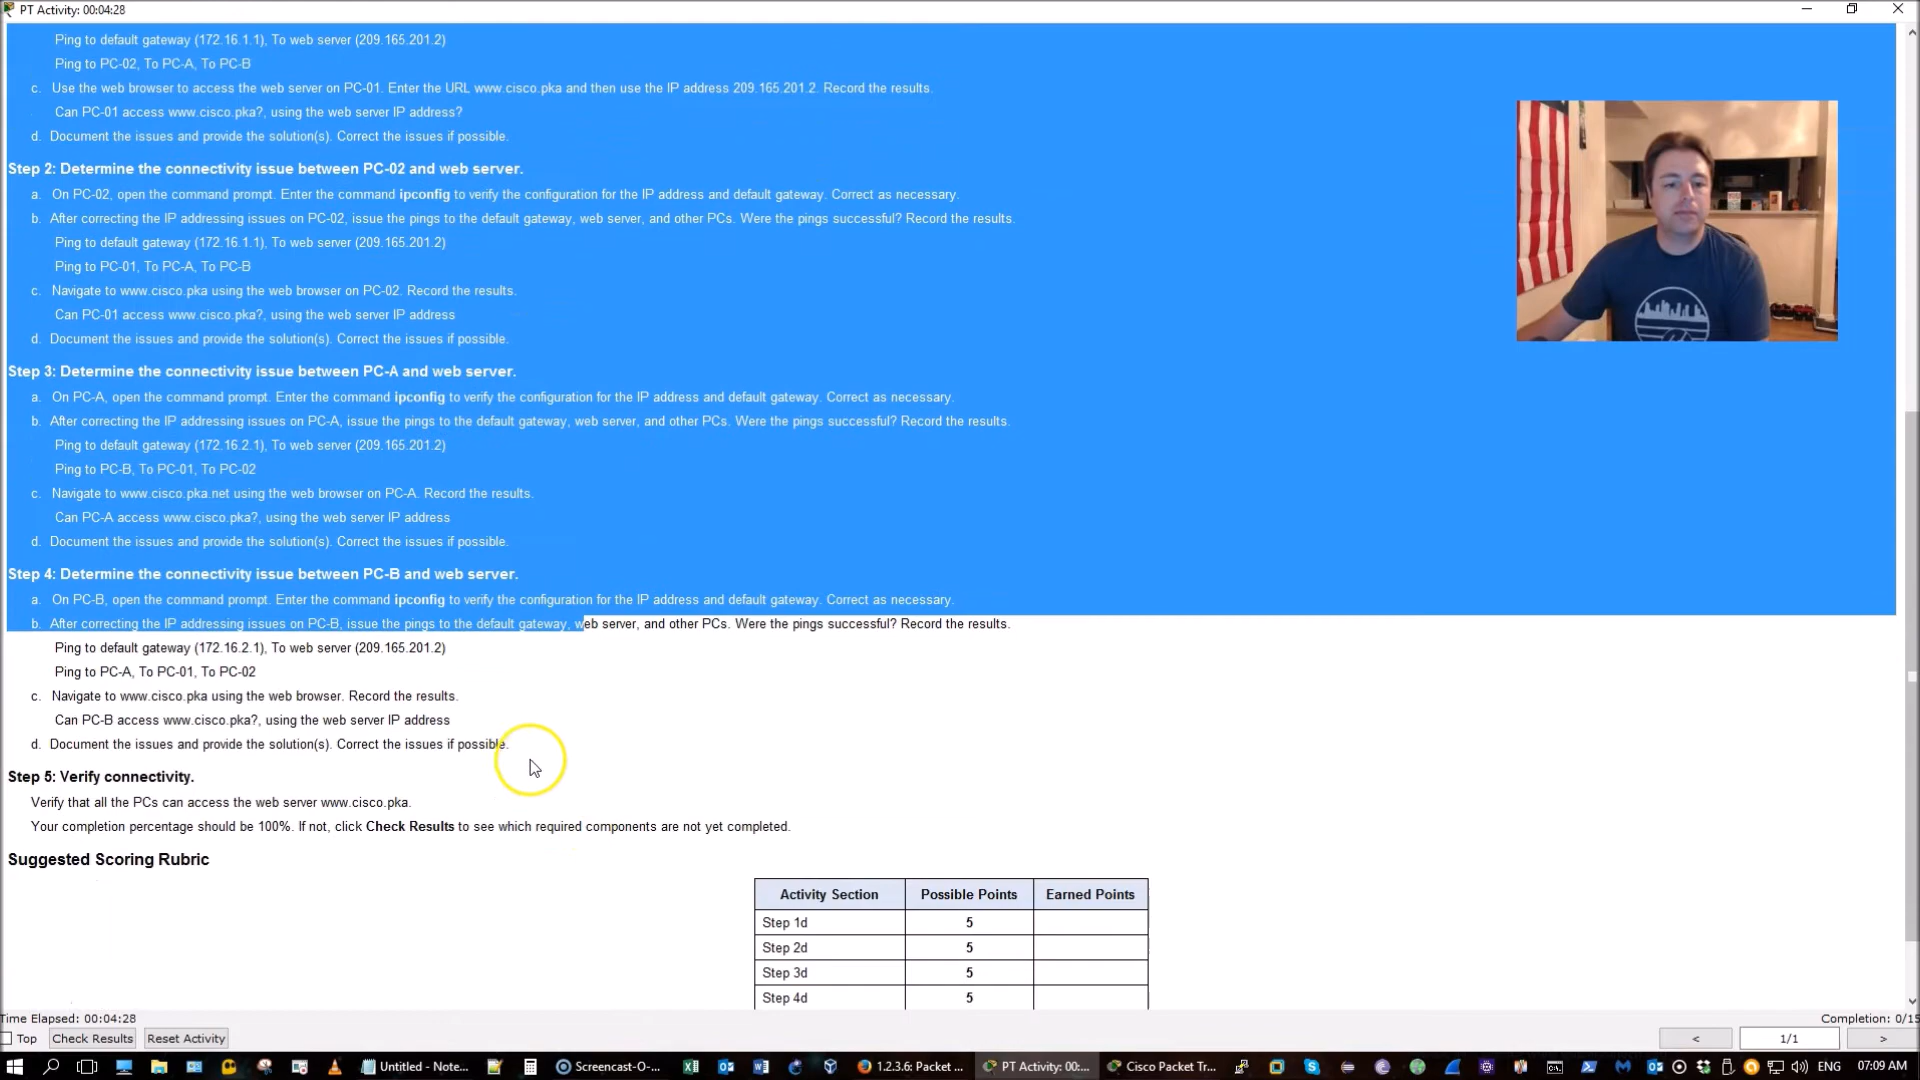 PT Activity: 00:04:28
Ping to default gateway (172.16.1.1), To web server (209.165.201.2)
Ping to PC-02, To PC-A, To PC-B
c. Use the web browser to access the web server on PC-01. Enter the URL www.cisco.pka and then use the IP address 209.165.201.2. Record the results.
Can PC-01 access www.cisco.pka?, using the web server IP address?
d. Document the issues and provide the solution(s). Correct the issues if possible.
Step 2: Determine the connectivity issue between PC-02 and web server.
a. On PC-02, open the command prompt. Enter the command ipconfig to verify the configuration for the IP address and default gateway. Correct as necessary.
b. After correcting the IP addressing issues on PC-02, issue the pings to the default gateway, web server, and other PCs. Were the pings successful? Record the results.
Ping to default gateway (172.16.1.1), To web server (209.165.201.2)
Ping to PC-01, To PC-A, To PC-B
c. Navigate to www.cisco.pka using the web browser on PC-02. Record the results.
Can PC-01 access www.cisco.pka?, using the web server IP address
d. Document the issues and provide the solution(s). Correct the issues if possible.
Step 3: Determine the connectivity issue between PC-A and web server.
a. On PC-A, open the command prompt. Enter the command ipconfig to verify the configuration for the IP address and default gateway. Correct as necessary.
b. After correcting the IP addressing issues on PC-A, issue the pings to the default gateway, web server, and other PCs. Were the pings successful? Record the results.
Ping to default gateway (172.16.2.1), To web server (209.165.201.2)
Ping to PC-B, To PC-01, To PC-02
c. Navigate to www.cisco.pka.net using the web browser on PC-A. Record the results.
Can PC-A access www.cisco.pka?, using the web server IP address
d. Document the issues and provide the solution(s). Correct the issues if possible.
Step 4: Determine the connectivity issue between PC-B and web server.
a. On PC-B, open the command prompt. Enter the command ipconfig to verify the configuration for the IP address and default gateway. Correct as necessary.
b. After correcting the IP addressing issues on PC-B, issue the pings to the default gateway, web server, and other PCs. Were the pings successful? Record the results.
Ping to default gateway (172.16.2.1), To web server (209.165.201.2)
Ping to PC-A, To PC-01, To PC-02
c. Navigate to www.cisco.pka using the web browser. Record the results.
Can PC-B access www.cisco.pka?, using the web server IP address
d. Document the issues and provide the solution(s). Correct the issues if possible.
Step 5: Verify connectivity.
Verify that all the PCs can access the web server www.cisco.pka.
Your completion percentage should be 100%. If not, click Check Results to see which required components are not yet completed.
Suggested Scoring Rubric
Activity Section Possible Points Earned Points
Step 1d 5
Step 2d 5
Step 3d 5
Step 4d 5
Time Elapsed: 00:04:28 Completion: 0/15
Top Check Results Reset Activity < 1/1 >
Untitled - Note... Screencast-O-... 1.2.3.6: Packet ... PT Activity: 00:... Cisco Packet Tr... ENG 07:09 AM